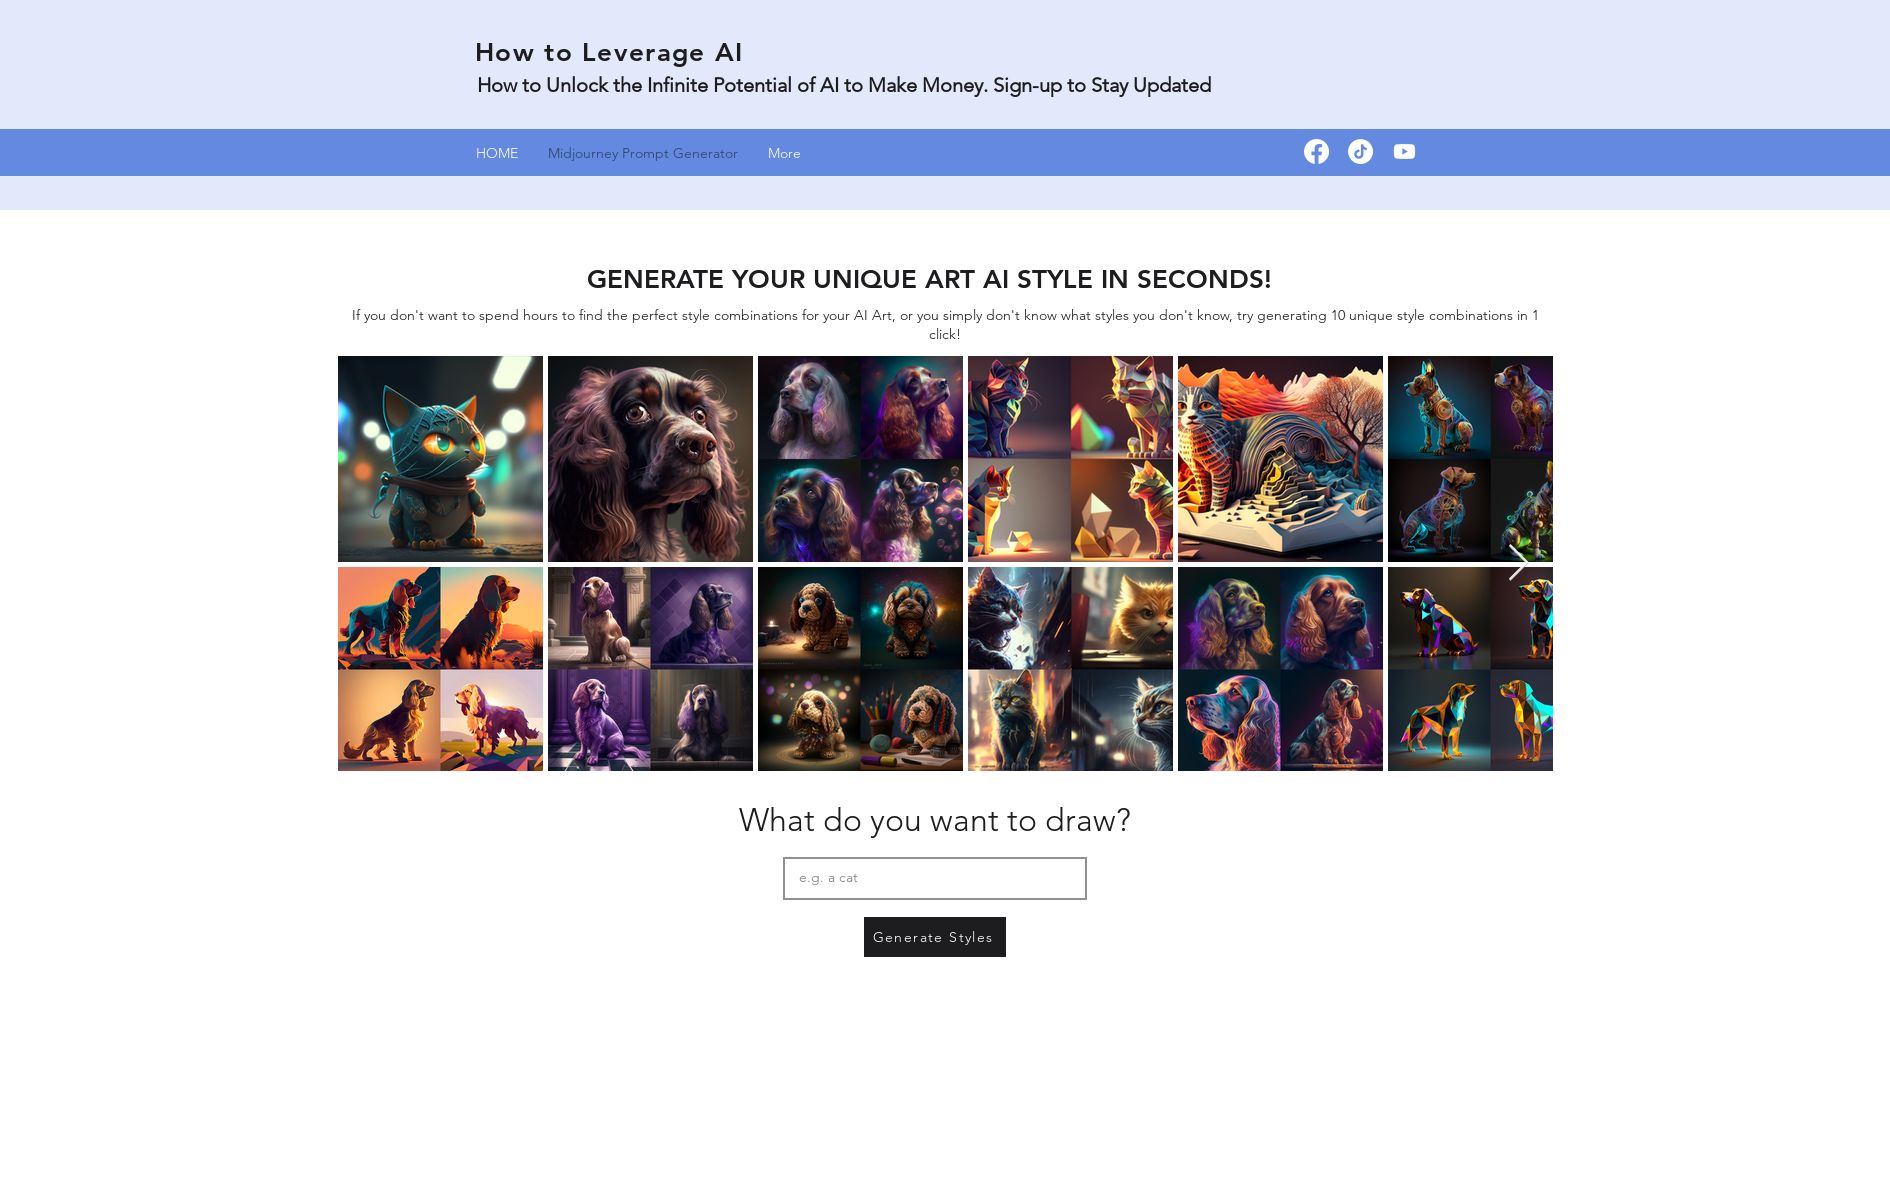 How to Leverage AI
How to Unlock the Infinite Potential of AI to Make Money. Sign-up to Stay Updated
HOME Midjourney Prompt Generator More
GENERATE YOUR UNIQUE ART AI STYLE IN SECONDS!
If you don't want to spend hours to find the perfect style combinations for your AI Art, or you simply don't know what styles you don't know, try generating 10 unique style combinations in 1
click!
What do you want to draw?
e.g. a cat
Generate Styles